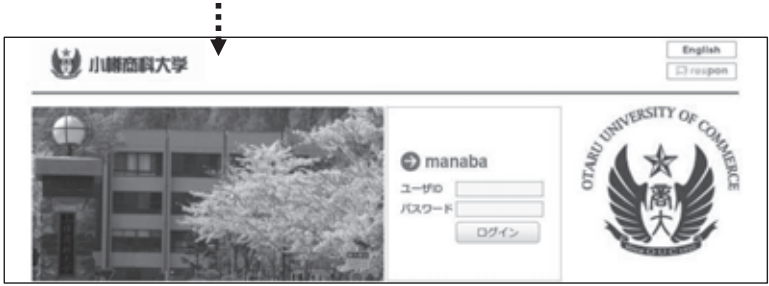 小樽商科大学
English
respon
manaba
ユーザID
パスワード
ログイン
OTARU UNIVERSITY OF COMMERCE
商大
O·U·C